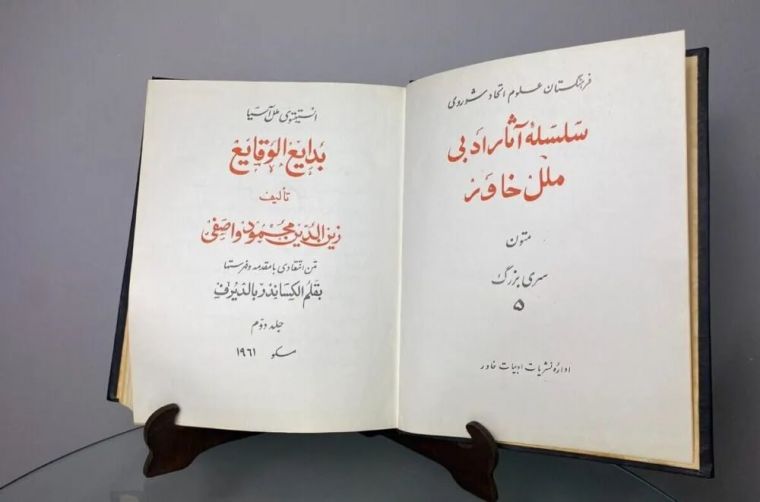 فرهنگستان علوم اتحاد شوروی
سلسلهٔ آثار ادبی
ملل خاور
متون
سری بزرگ
۵
ادارهٔ نشریات ادبیات خاور
انستیتوی ملل آسیا
بدایع الوقایع
تألیف
زین الدین محمود واصفی
متن انتقادی با مقدمه و فهرستها
بقلم الکساندر بالدیرف
جلد دوّم
مسکو ۱۹۶۱